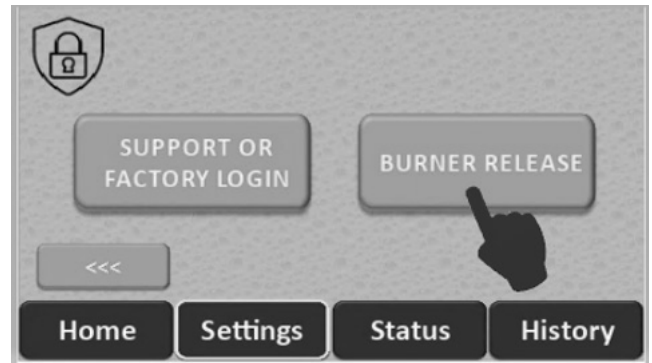 SUPPORT OR
FACTORY LOGIN
BURNER RELEASE
<<<
Home
Settings
Status
History